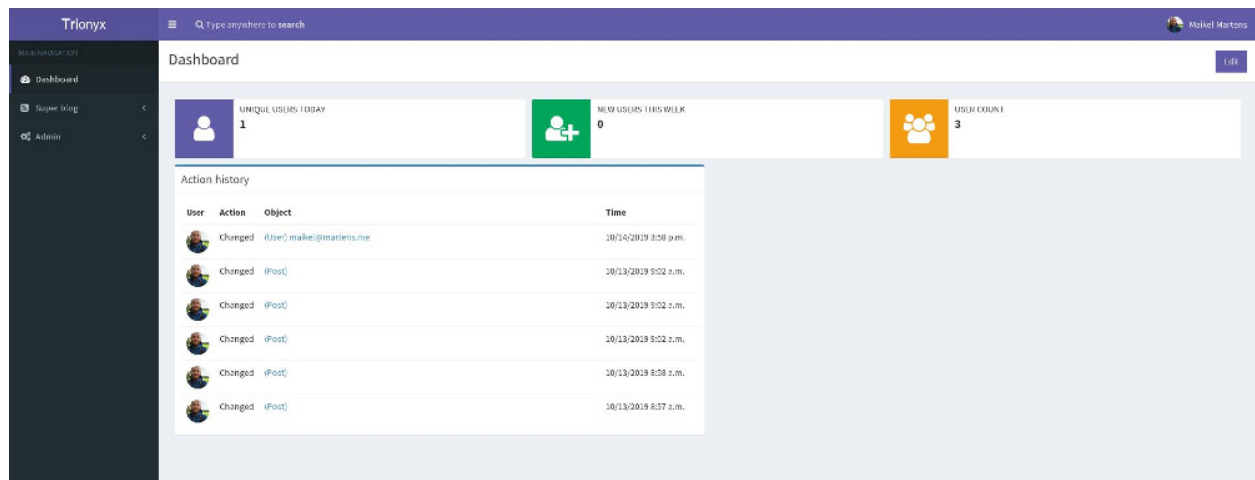 Trionyx
Type anywhere to search
Maikel Martens
MAIN NAVIGATION
Dashboard
Super blog
Admin
Dashboard
Edit
UNIQUE USERS TODAY
1
NEW USERS THIS WEEK
0
USER COUNT
3
Action history
User Action Object Time
Changed (User) maikel@martens.me 10/14/2019 3:58 p.m.
Changed (Post) 10/13/2019 9:02 a.m.
Changed (Post) 10/13/2019 9:02 a.m.
Changed (Post) 10/13/2019 9:02 a.m.
Changed (Post) 10/13/2019 8:58 a.m.
Changed (Post) 10/13/2019 8:57 a.m.